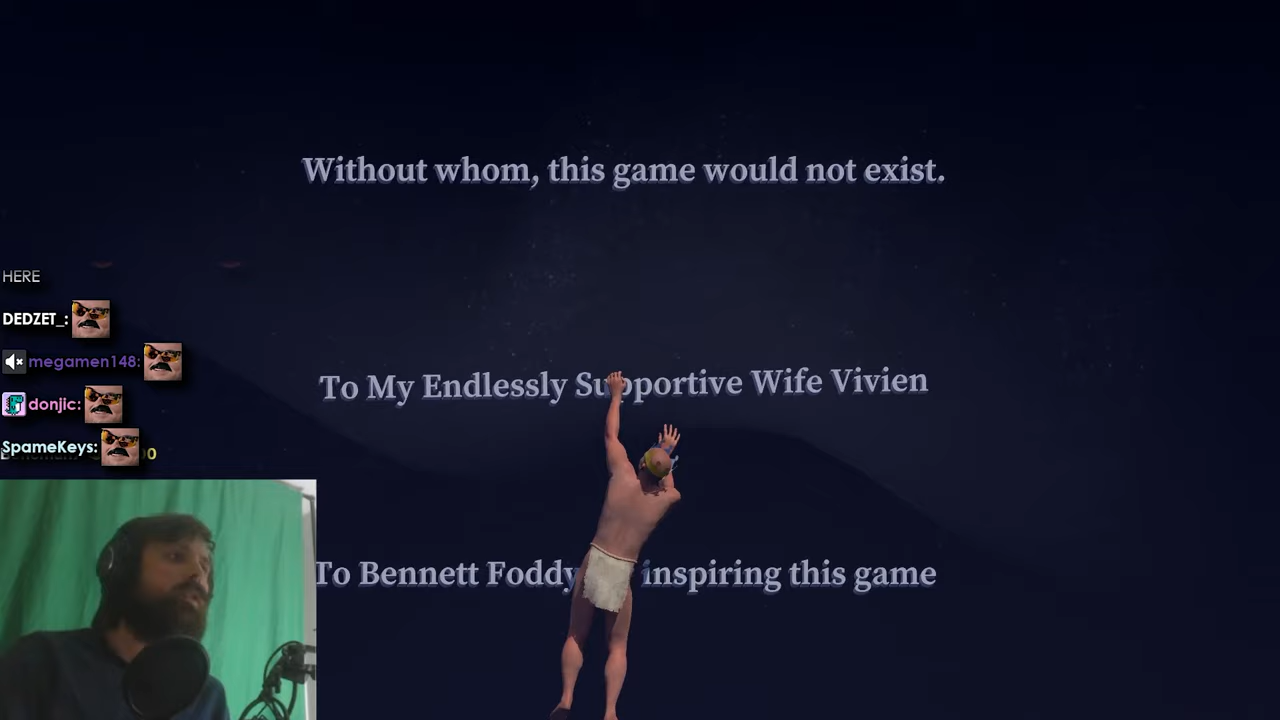 Without whom, this game would not exist.
HERE
DEDZET_:
megamen148:
To My Endlessly Supportive Wife Vivien
donjic:
SpameKeys:
To Bennett Foddy inspiring this game